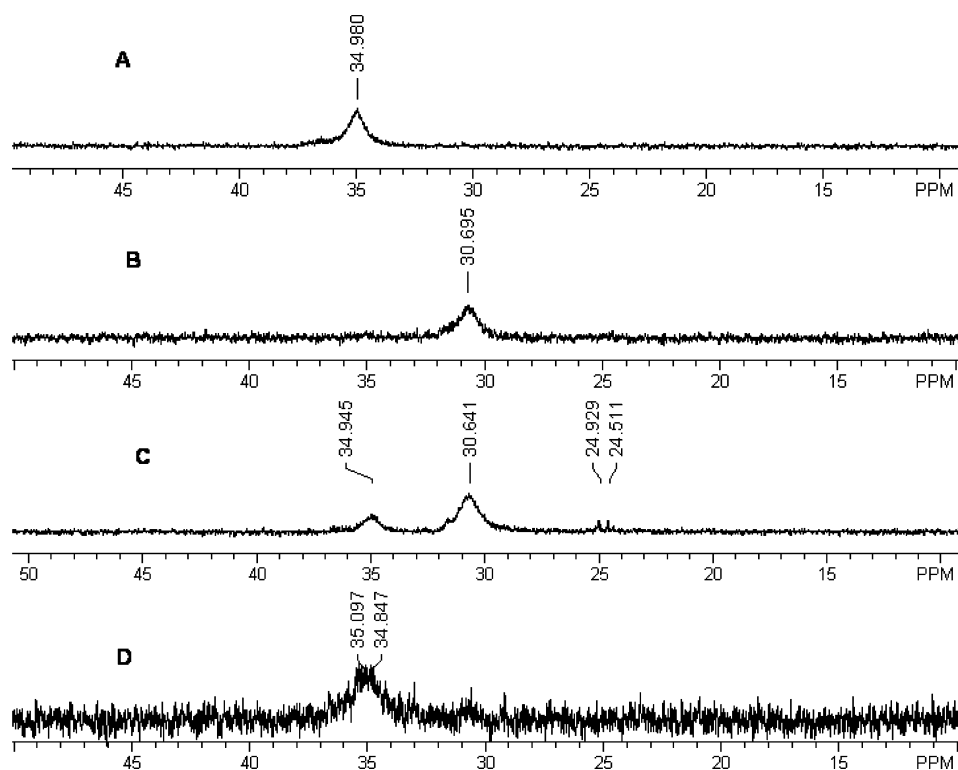 34.980
A
45 40 35 30 25 20 15 PPM
30.695
B
45 40 35 30 25 20 15 PPM
34.945 30.641 24.929 24.511
C
50 45 40 35 30 25 20 15 PPM
35.097 34.847
D
45 40 35 30 25 20 15 PPM